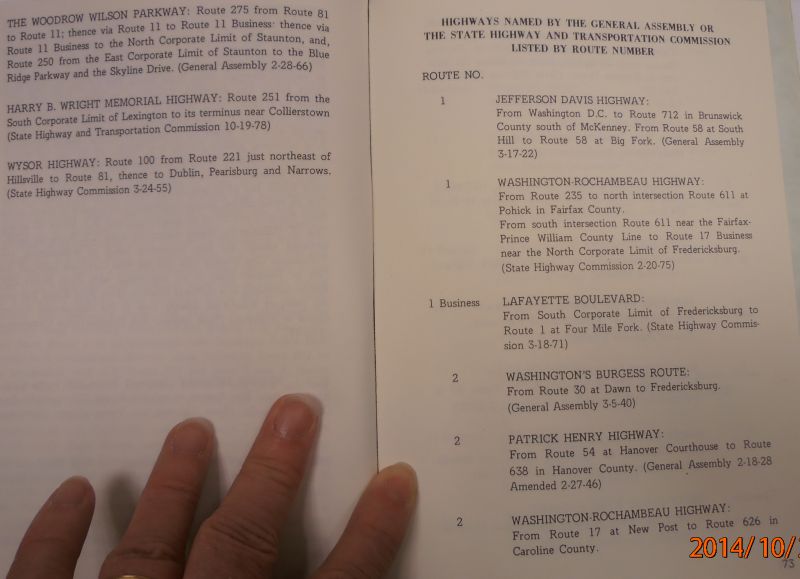 THE WOODROW WILSON PARKWAY: Route 275 from Route 81
to Route 11; thence via Route 11 to Route 11 Business thence via
Route 11 Business to the North Corporate Limit of Staunton, and,
Route 250 from the East Corporate Limit of Staunton to the Blue
Ridge Parkway and the Skyline Drive. (General Assembly 2-28-66)
HARRY B. WRIGHT MEMORIAL HIGHWAY: Route 251 from the
South Corporate Limit of Lexington to its terminus near Collierstown
(State Highway and Transportation Commission 10-19-78)
WYSOR HIGHWAY: Route 100 from Route 221 just northeast of
Hillsville to Route 81, thence to Dublin, Pearisburg and Narrows.
(State Highway Commission 3-24-55)
HIGHWAYS NAMED BY THE GENERAL ASSEMBLY OR
THE STATE HIGHWAY AND TRANSPORTATION COMMISSION
LISTED BY ROUTE NUMBER
ROUTE NO.
1 JEFFERSON DAVIS HIGHWAY:
From Washington D.C. to Route 712 in Brunswick
County south of McKenney. From Route 58 at South
Hill to Route 58 at Big Fork. (General Assembly
3-17-22)
1 WASHINGTON-ROCHAMBEAU HIGHWAY:
From Route 235 to north intersection Route 611 at
Pohick in Fairfax County.
From south intersection Route 611 near the Fairfax-
Prince William County Line to Route 17 Business
near the North Corporate Limit of Fredericksburg.
(State Highway Commission 2-20-75)
1 Business LAFAYETTE BOULEVARD:
From South Corporate Limit of Fredericksburg to
Route 1 at Four Mile Fork. (State Highway Commis-
sion 3-18-71)
2 WASHINGTON'S BURGESS ROUTE:
From Route 30 at Dawn to Fredericksburg.
(General Assembly 3-5-40)
2 PATRICK HENRY HIGHWAY:
From Route 54 at Hanover Courthouse to Route
638 in Hanover County. (General Assembly 2-18-28
Amended 2-27-46)
2 WASHINGTON-ROCHAMBEAU HIGHWAY:
From Route 17 at New Post to Route 626 in
Caroline County.
2014/10/
73